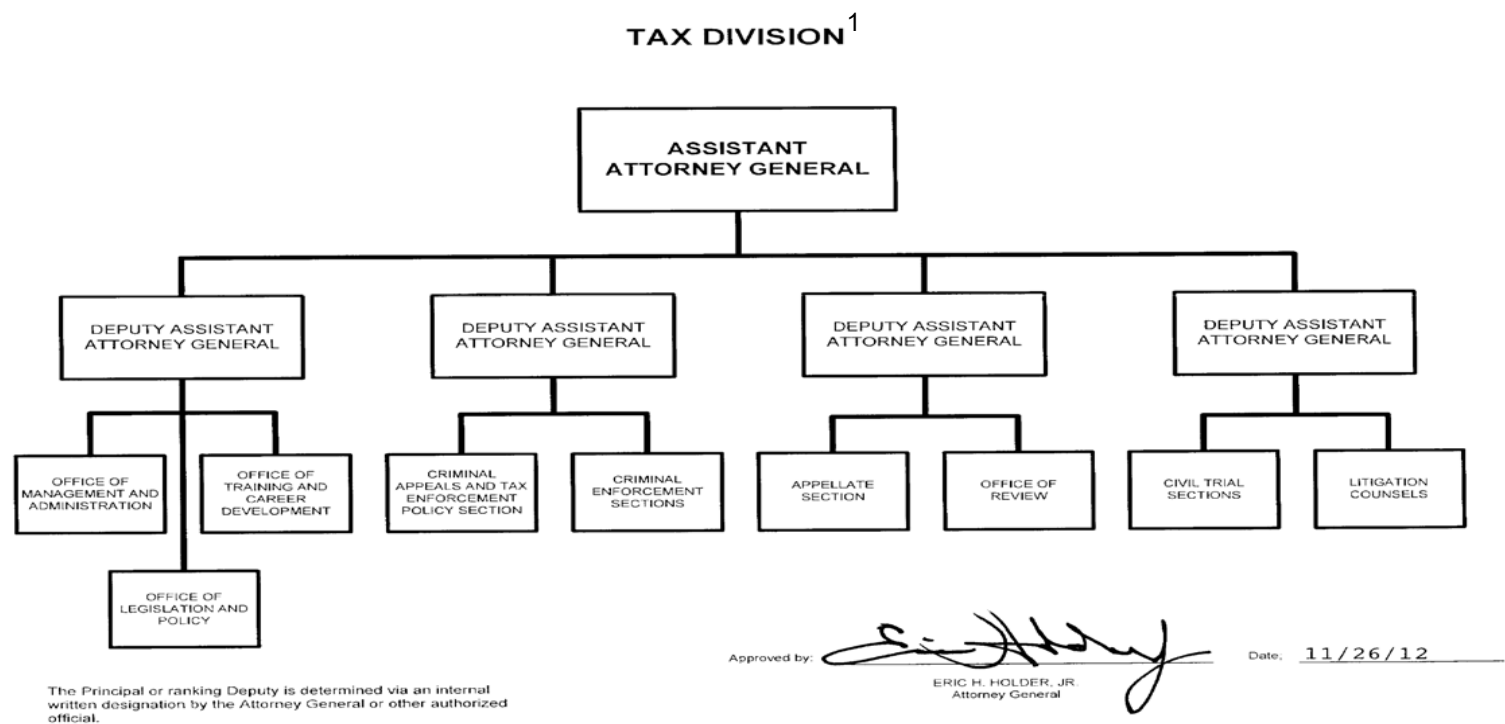 TAX DIVISION1
ASSISTANT
ATTORNEY GENERAL
DEPUTY ASSISTANT
ATTORNEY GENERAL
DEPUTY ASSISTANT
ATTORNEY GENERAL
DEPUTY ASSISTANT
ATTORNEY GENERAL
DEPUTY ASSISTANT
ATTORNEY GENERAL
OFFICE OF
MANAGEMENT AND
ADMINISTRATION
OFFICE OF
TRAINING AND
CAREER
DEVELOPMENT
CRIMINAL
APPEALS AND TAX
ENFORCEMENT
POLICY SECTION
CRIMINAL
ENFORCEMENT
SECTIONS
APPELLATE
SECTION
OFFICE OF
REVIEW
CIVIL TRIAL
SECTIONS
LITIGATION
COUNSELS
OFFICE OF
LEGISLATION AND
POLICY
Approved by: Eric Holder Date: 11/26/12
ERIC H. HOLDER, JR.
Attorney General
The Principal or ranking Deputy is determined via an internal
written designation by the Attorney General or other authorized
official.